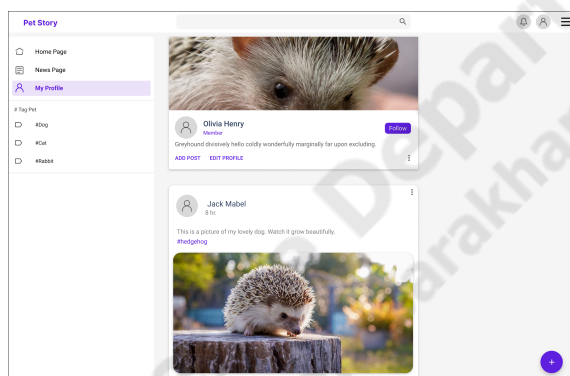 Pet Story
Home Page
News Page
My Profile
# Tag Pet
#Dog
#Cat
#Rabbit
Olivia Henry
Member
Follow
Greyhound divisively hello coldly wonderfully marginally far upon excluding.
ADD POST EDIT PROFILE
Jack Mabel
8 hr.
This is a picture of my lovely dog. Watch it grow beautifully.
#hedgehog